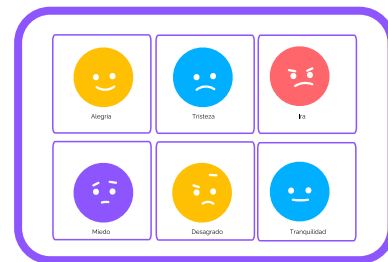 Alegría
Tristeza
Ira
Miedo
Desagrado
Tranquilidad